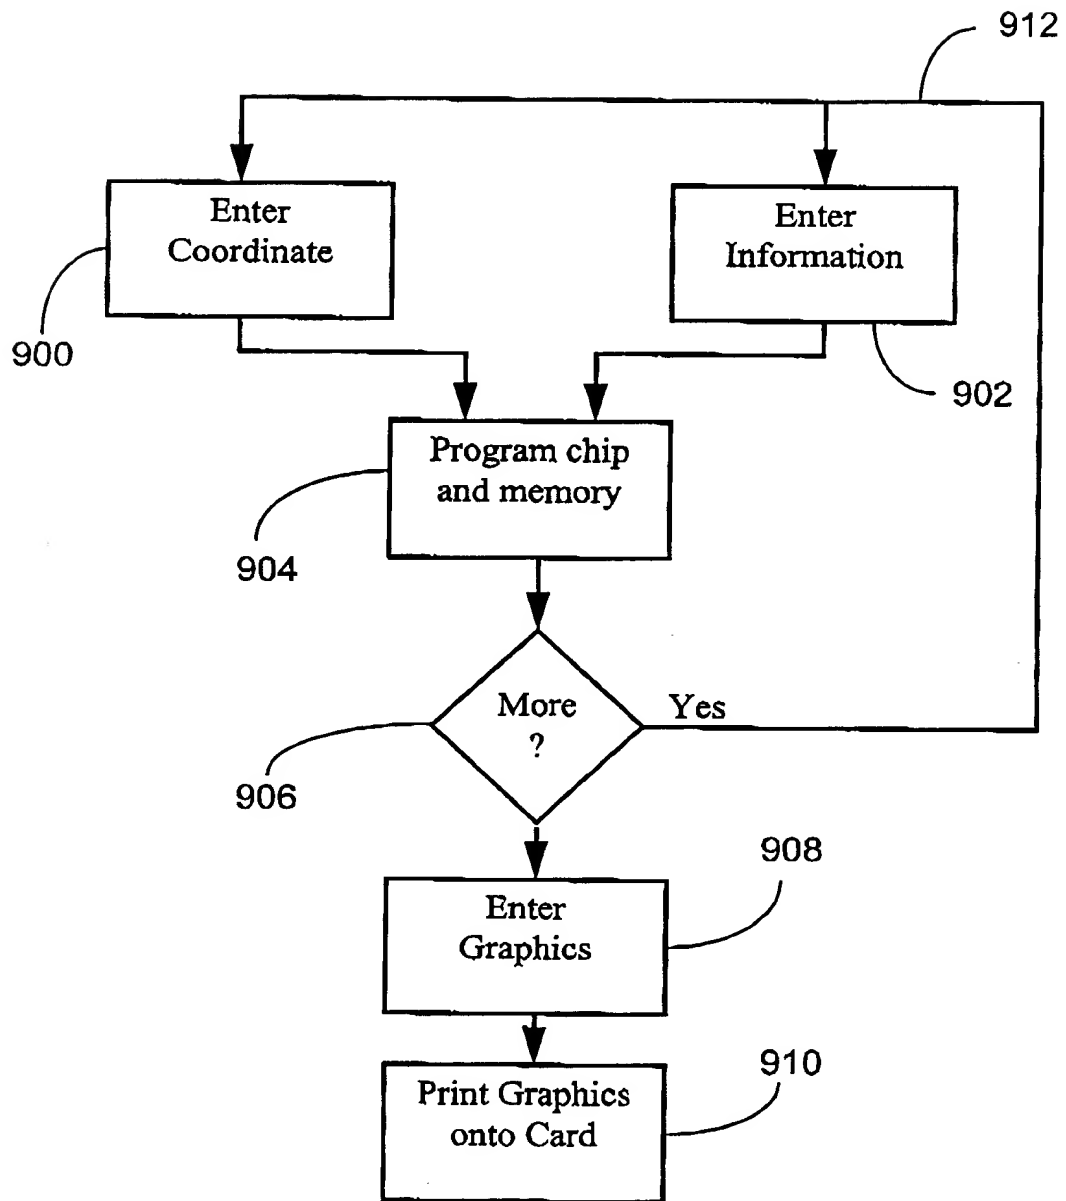 912
Enter
Coordinate
Enter
Information
900
902
Program chip
and memory
904
More
?
Yes
906
908
Enter
Graphics
910
Print Graphics
onto Card